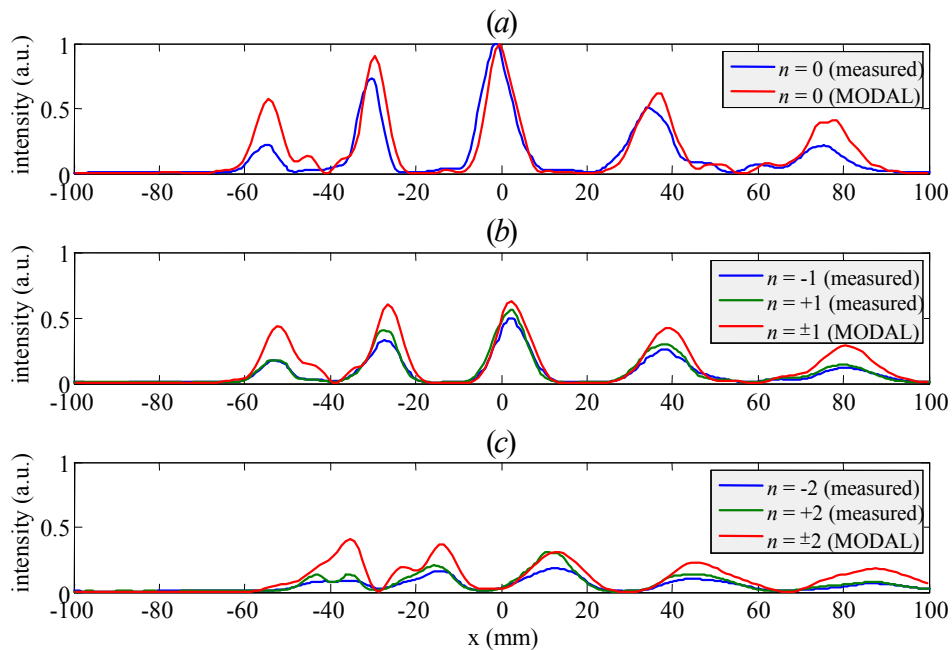 (a)
intensity (a.u.)
1
0.5
0
n = 0 (measured)
n = 0 (MODAL)
-100 -80 -60 -40 -20 0 20 40 60 80 100
(b)
intensity (a.u.)
1
0.5
0
n = -1 (measured)
n = +1 (measured)
n = ±1 (MODAL)
-100 -80 -60 -40 -20 0 20 40 60 80 100
(c)
intensity (a.u.)
1
0.5
0
n = -2 (measured)
n = +2 (measured)
n = ±2 (MODAL)
-100 -80 -60 -40 -20 0 20 40 60 80 100
x (mm)